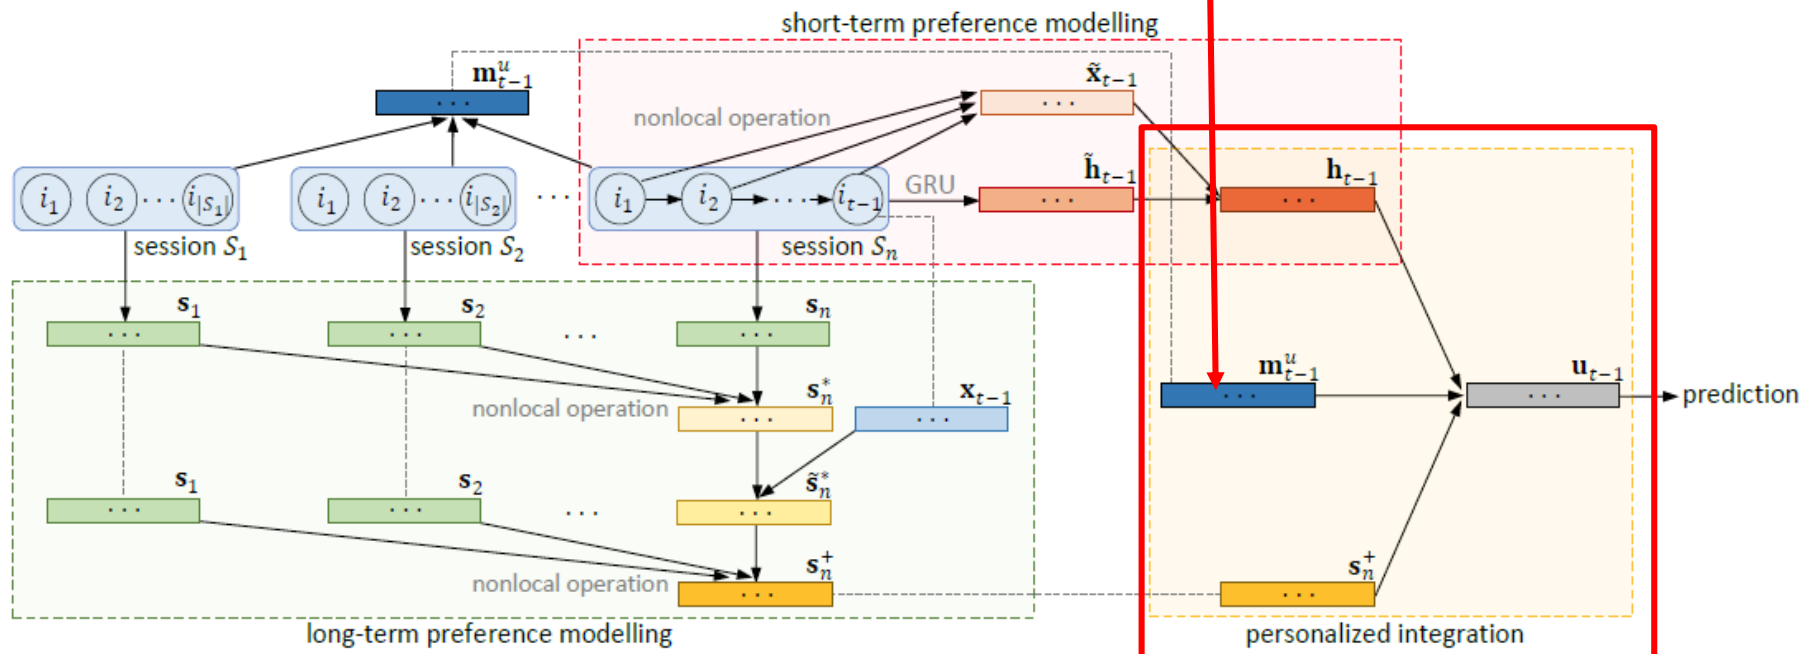 short-term preference modelling
m^u_{t−1}
· · ·
x̃_{t−1}
· · ·
nonlocal operation
i_1 i_2 · · · i_{|S_1|}
i_1 i_2 · · · i_{|S_2|}
· · ·
i_1 i_2 · · · i_{t−1}
GRU
h̃_{t−1}
· · ·
h_{t−1}
· · ·
session S_1
session S_2
session S_n
s_1
· · ·
s_2
· · ·
· · ·
s_n
· · ·
nonlocal operation
s^*_n
· · ·
x_{t−1}
· · ·
m^u_{t−1}
· · ·
u_{t−1}
· · ·
prediction
s_1
· · ·
s_2
· · ·
· · ·
s̃^*_n
· · ·
nonlocal operation
s^+_n
· · ·
s^+_n
· · ·
long-term preference modelling
personalized integration